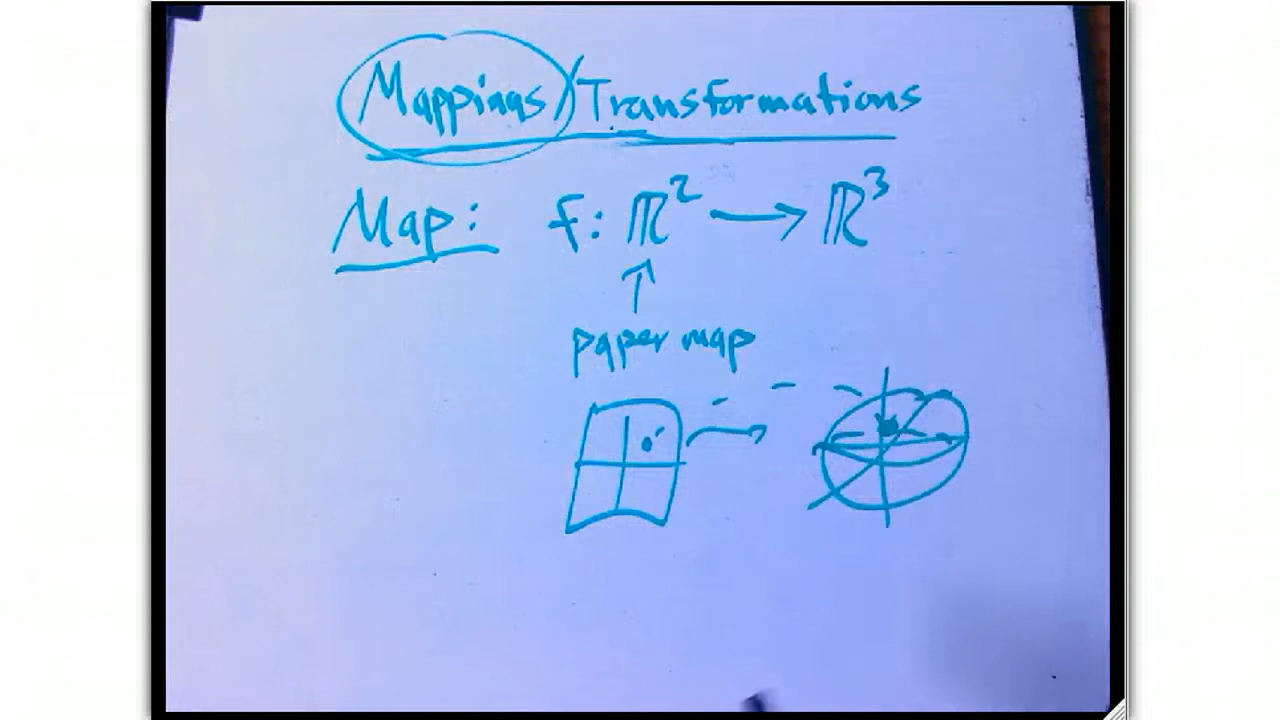 Mappings/Transformations
Map: f: ℝ² → ℝ³
↑
paper map